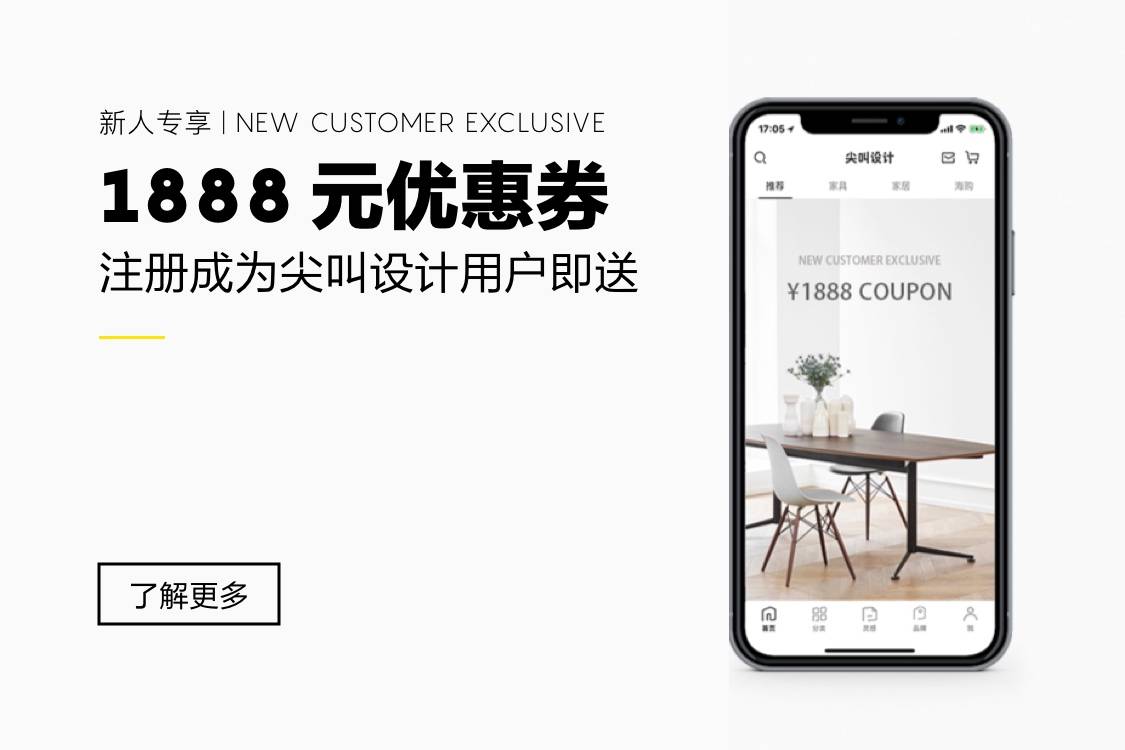 新人专享 | NEW CUSTOMER EXCLUSIVE
1888 元优惠券
注册成为尖叫设计用户即送
了解更多
17:05
尖叫设计
推荐 家具 家居 海购
NEW CUSTOMER EXCLUSIVE
¥1888 COUPON
首页 分类 灵感 品牌 我